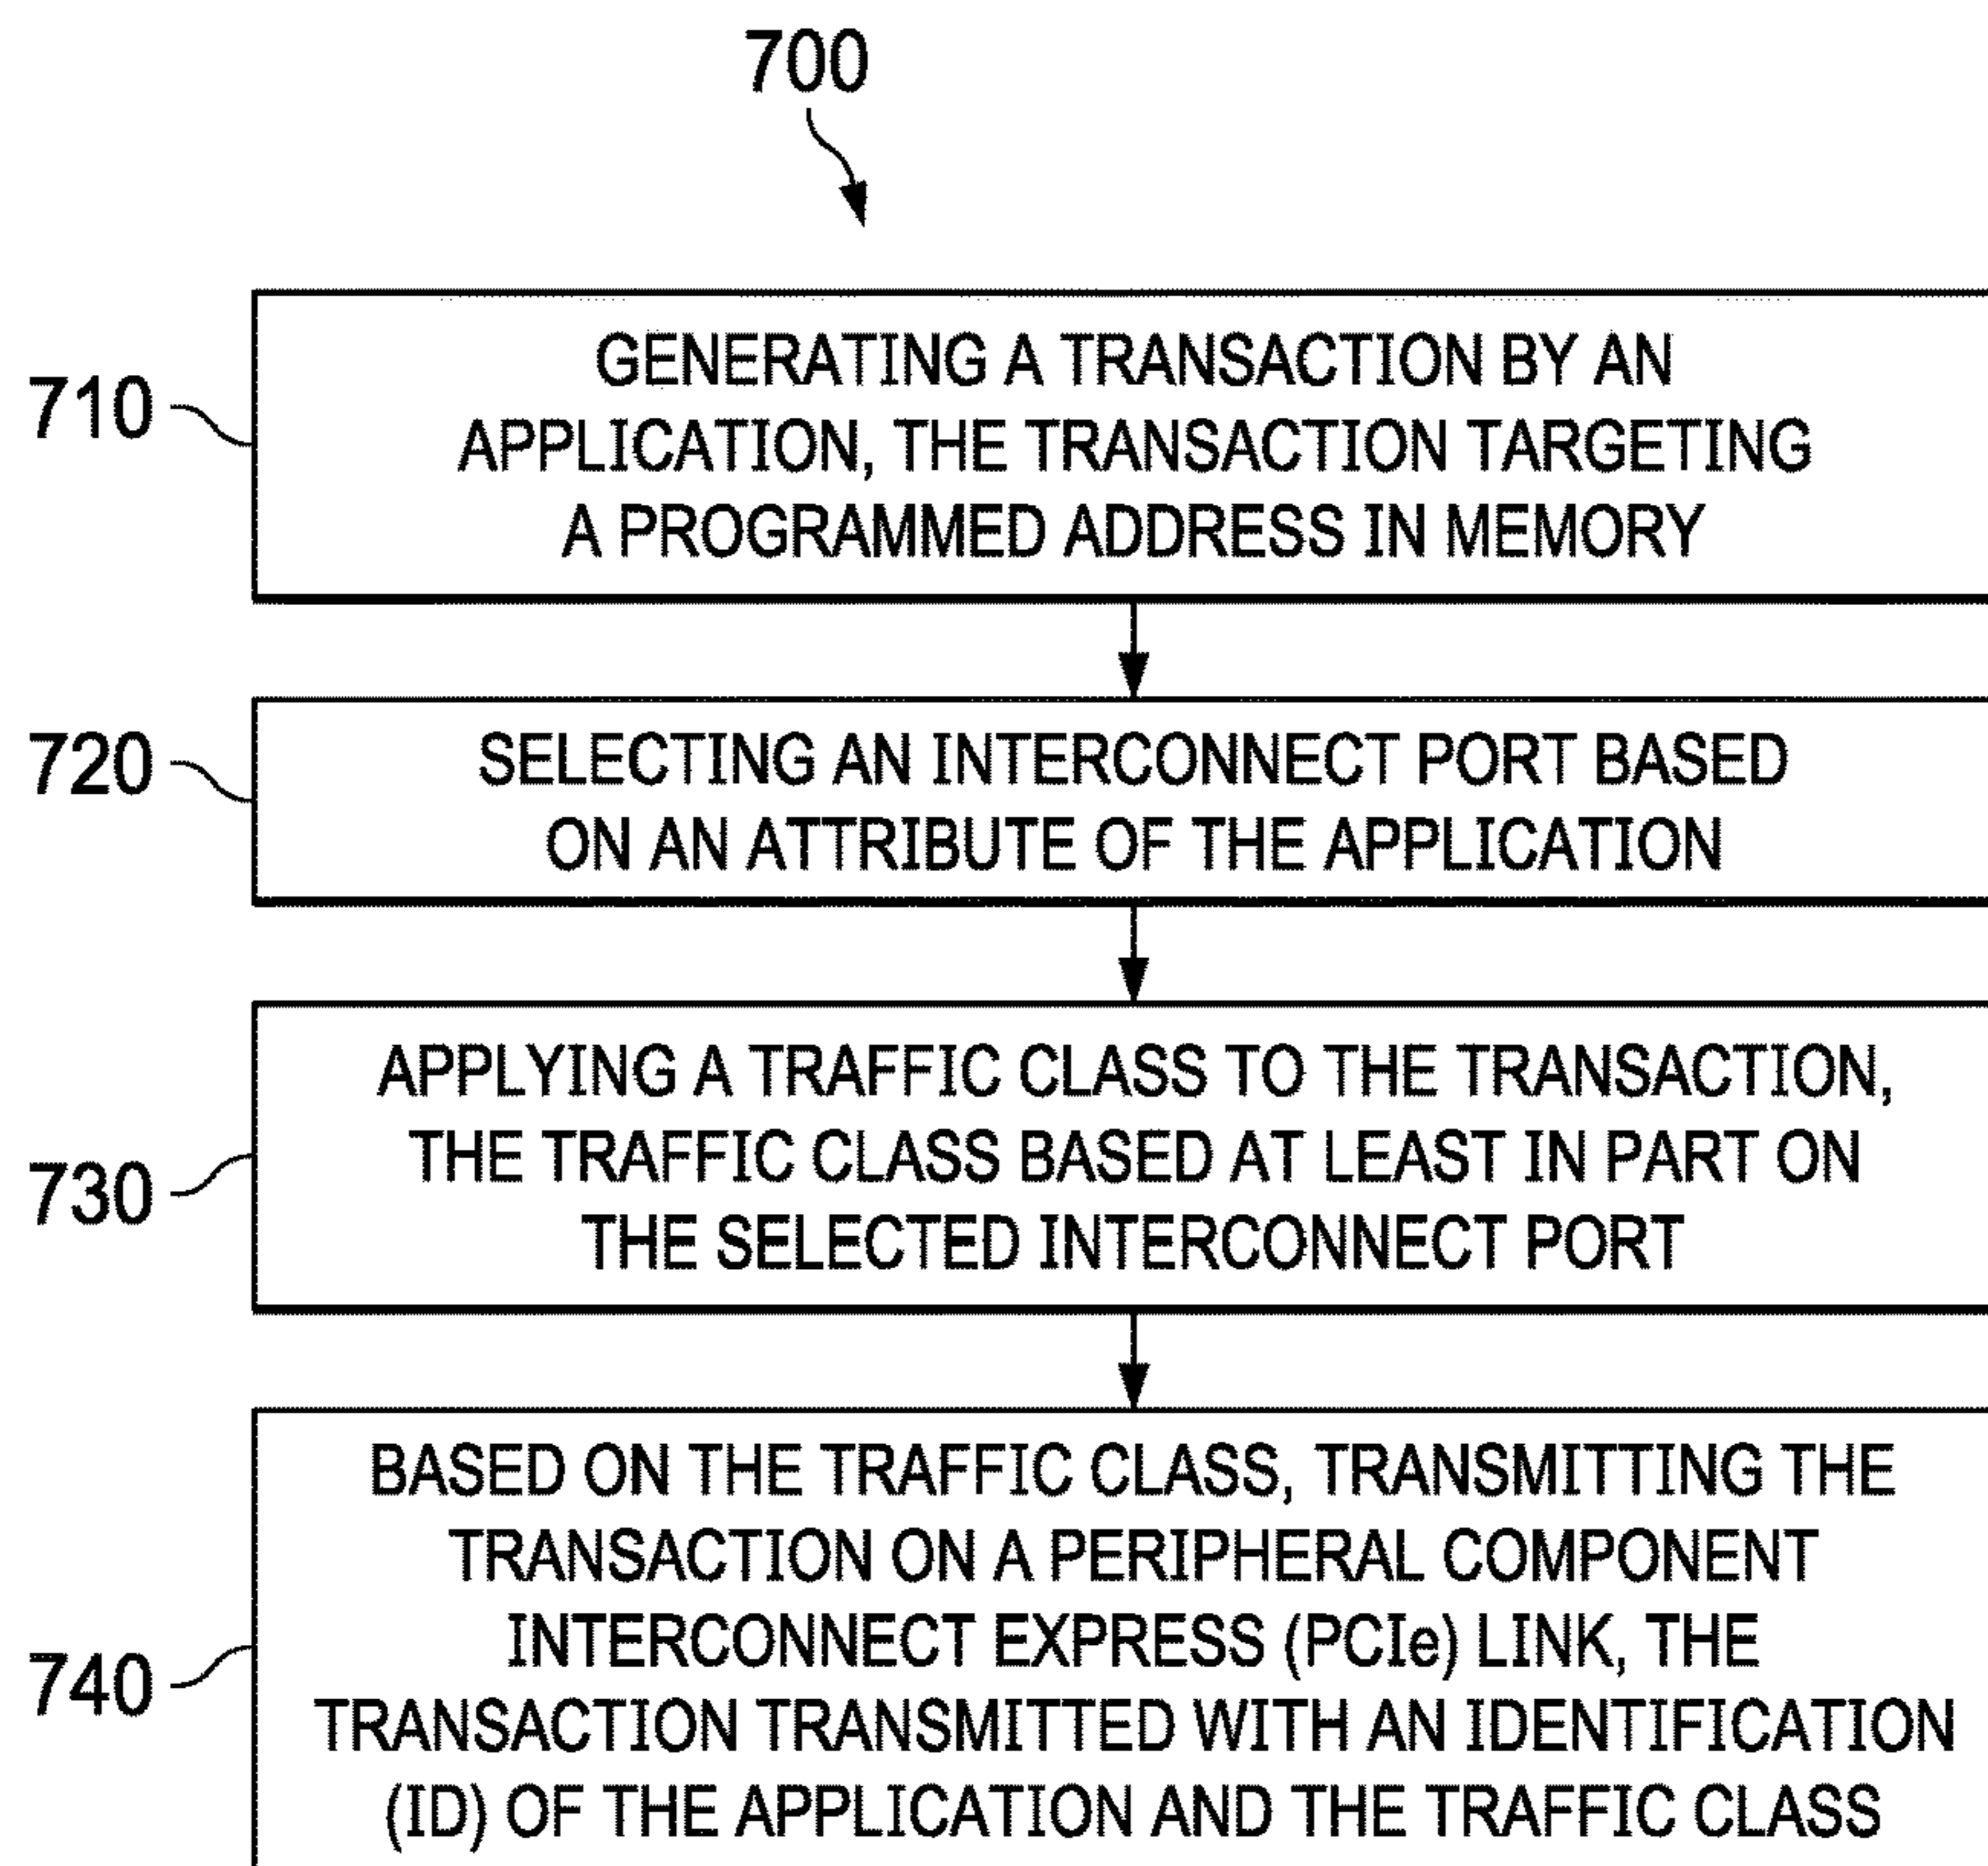 700
710
GENERATING A TRANSACTION BY AN
APPLICATION, THE TRANSACTION TARGETING
A PROGRAMMED ADDRESS IN MEMORY
720
SELECTING AN INTERCONNECT PORT BASED
ON AN ATTRIBUTE OF THE APPLICATION
730
APPLYING A TRAFFIC CLASS TO THE TRANSACTION,
THE TRAFFIC CLASS BASED AT LEAST IN PART ON
THE SELECTED INTERCONNECT PORT
740
BASED ON THE TRAFFIC CLASS, TRANSMITTING THE
TRANSACTION ON A PERIPHERAL COMPONENT
INTERCONNECT EXPRESS (PCIe) LINK, THE
TRANSACTION TRANSMITTED WITH AN IDENTIFICATION
(ID) OF THE APPLICATION AND THE TRAFFIC CLASS